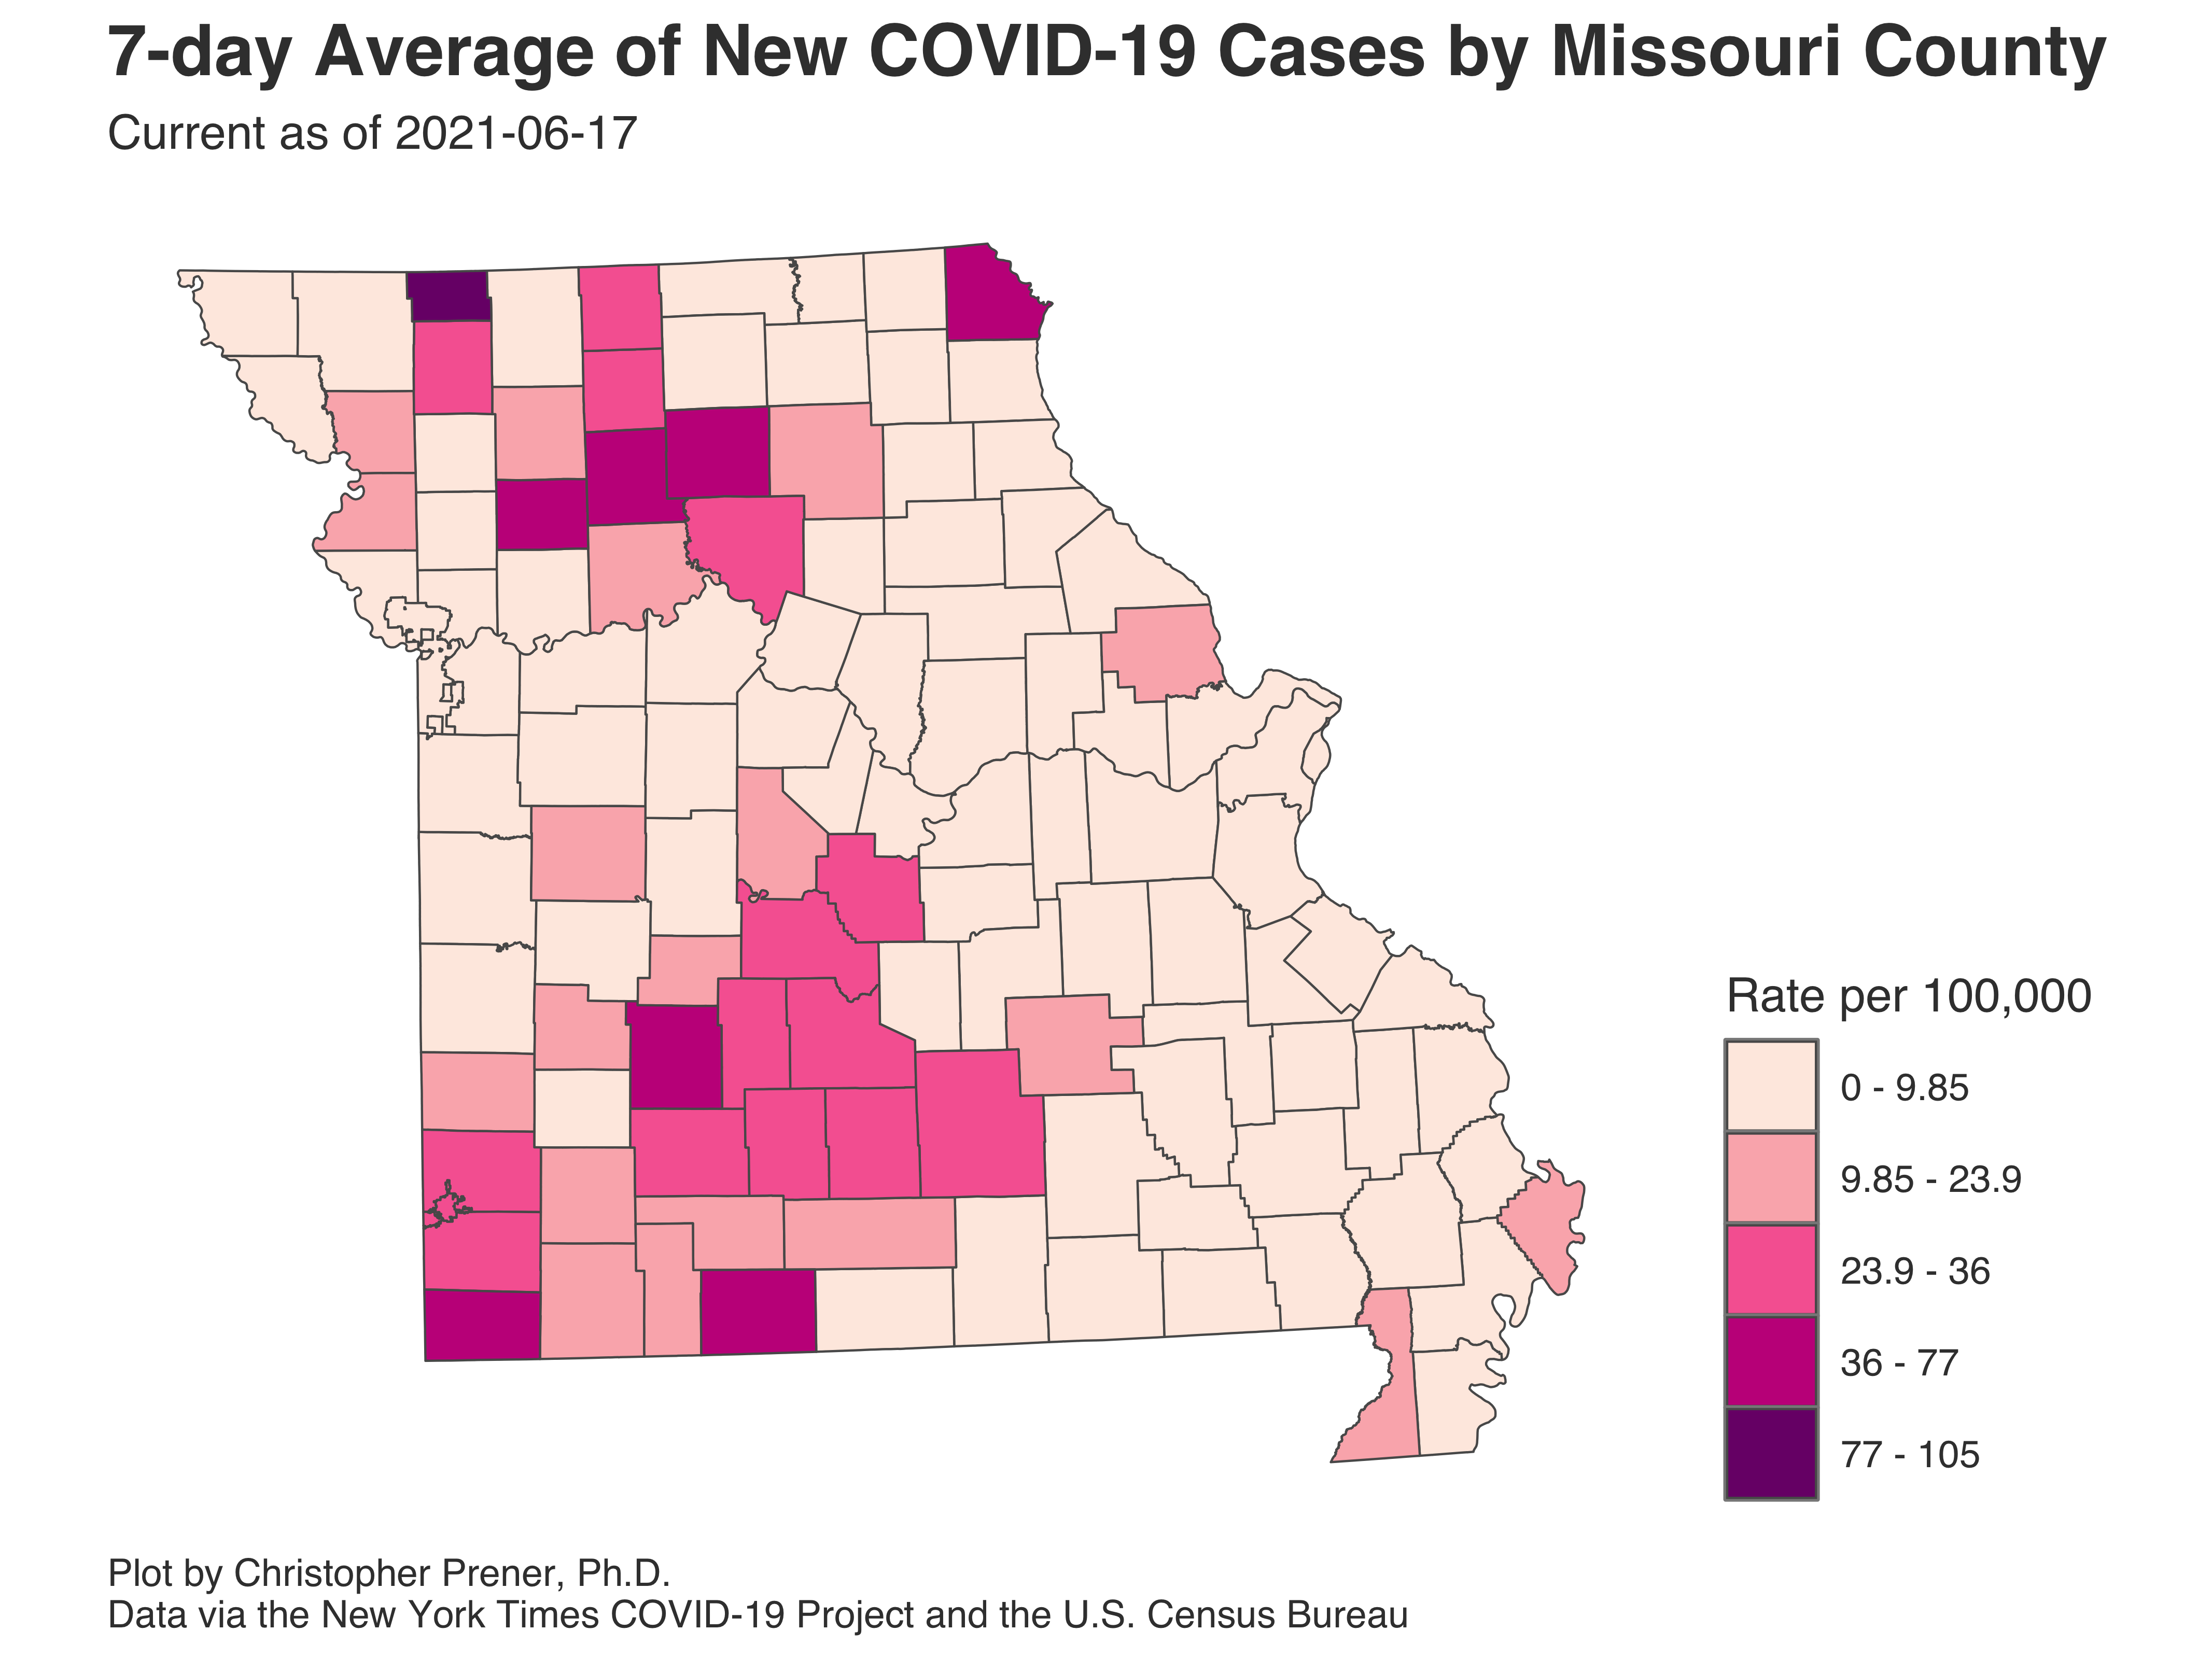 7-day Average of New COVID-19 Cases by Missouri County
Current as of 2021-06-17
Rate per 100,000
0 - 9.85
9.85 - 23.9
23.9 - 36
36 - 77
77 - 105
Plot by Christopher Prener, Ph.D.
Data via the New York Times COVID-19 Project and the U.S. Census Bureau